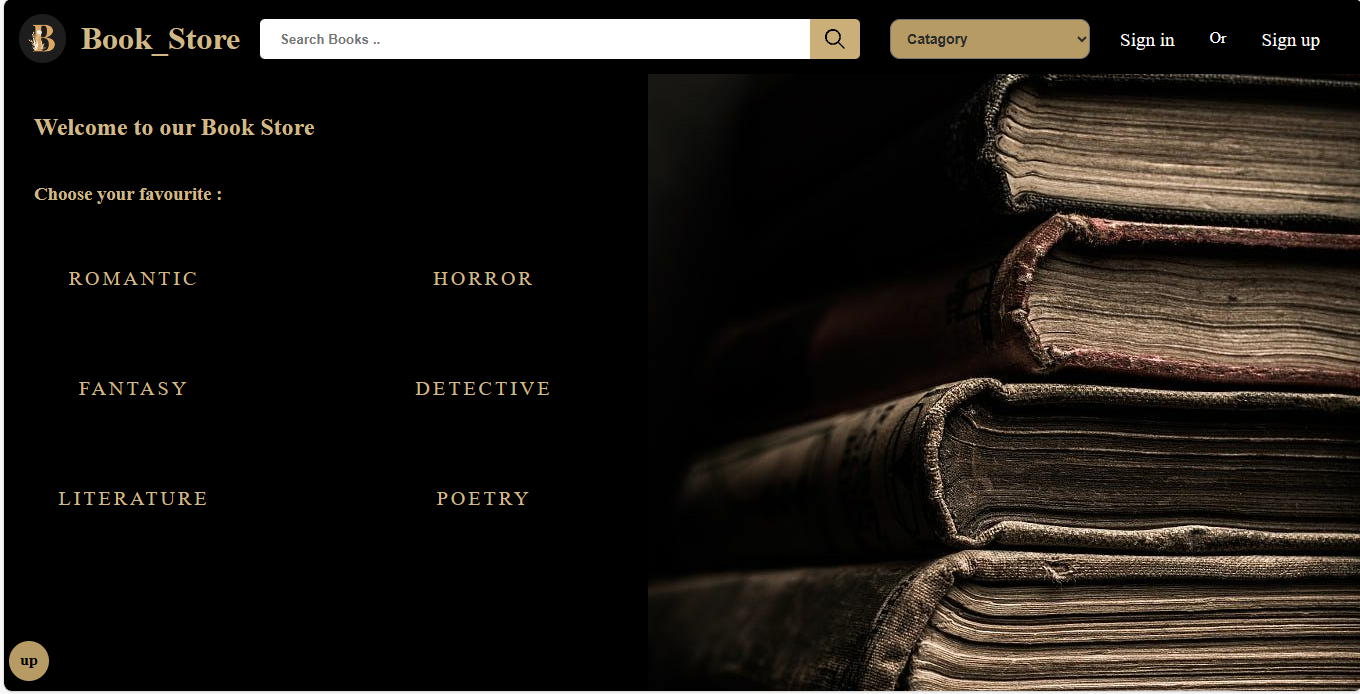 B Book_Store Search Books .. Catagory Sign in Or Sign up
Welcome to our Book Store
Choose your favourite :
ROMANTIC HORROR
FANTASY DETECTIVE
LITERATURE POETRY
up